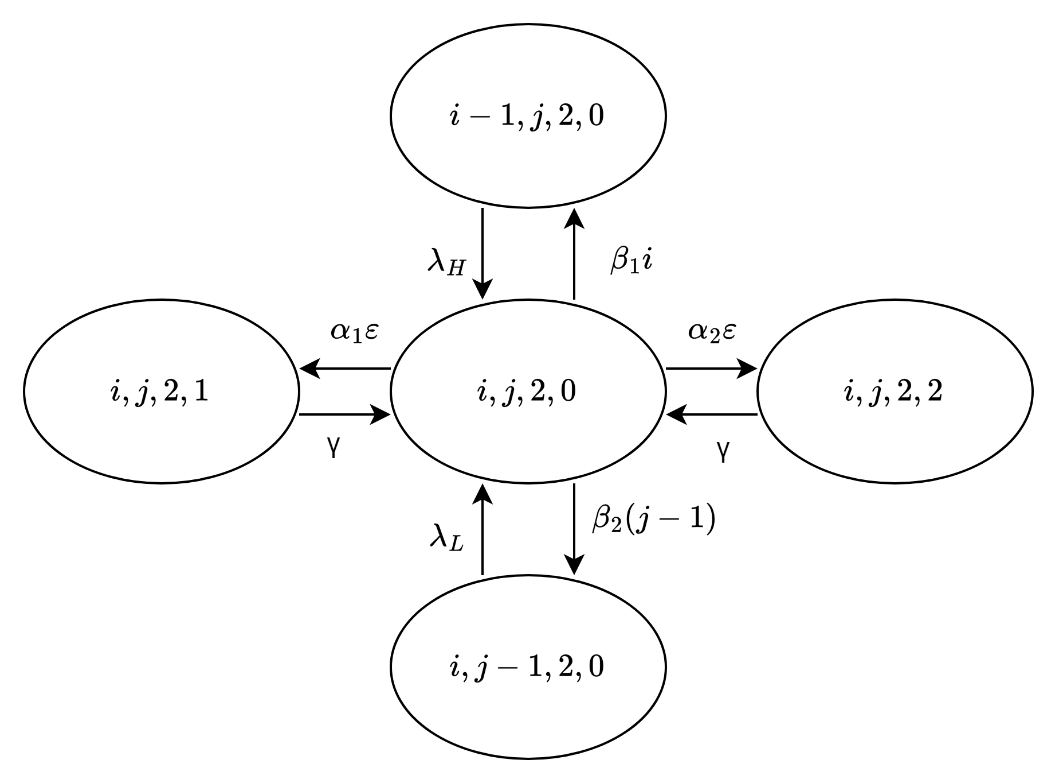 i − 1, j, 2, 0
λ_H
β_1 i
α_1 ε
α_2 ε
i, j, 2, 1
i, j, 2, 0
i, j, 2, 2
γ
γ
λ_L
β_2(j − 1)
i, j − 1, 2, 0